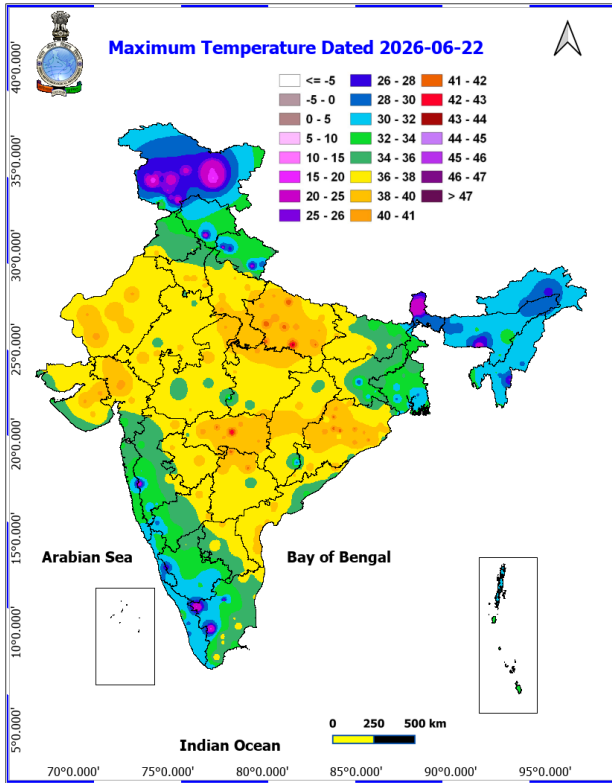 Maximum Temperature Dated 2026-06-22
<= -5
-5 - 0
0 - 5
5 - 10
10 - 15
15 - 20
20 - 25
25 - 26
26 - 28
28 - 30
30 - 32
32 - 34
34 - 36
36 - 38
38 - 40
40 - 41
41 - 42
42 - 43
43 - 44
44 - 45
45 - 46
46 - 47
> 47
40°0.000'
35°0.000'
30°0.000'
25°0.000'
20°0.000'
15°0.000'
10°0.000'
5°0.000'
Arabian Sea
Bay of Bengal
Indian Ocean
0 250 500 km
70°0.000' 75°0.000' 80°0.000' 85°0.000' 90°0.000' 95°0.000'